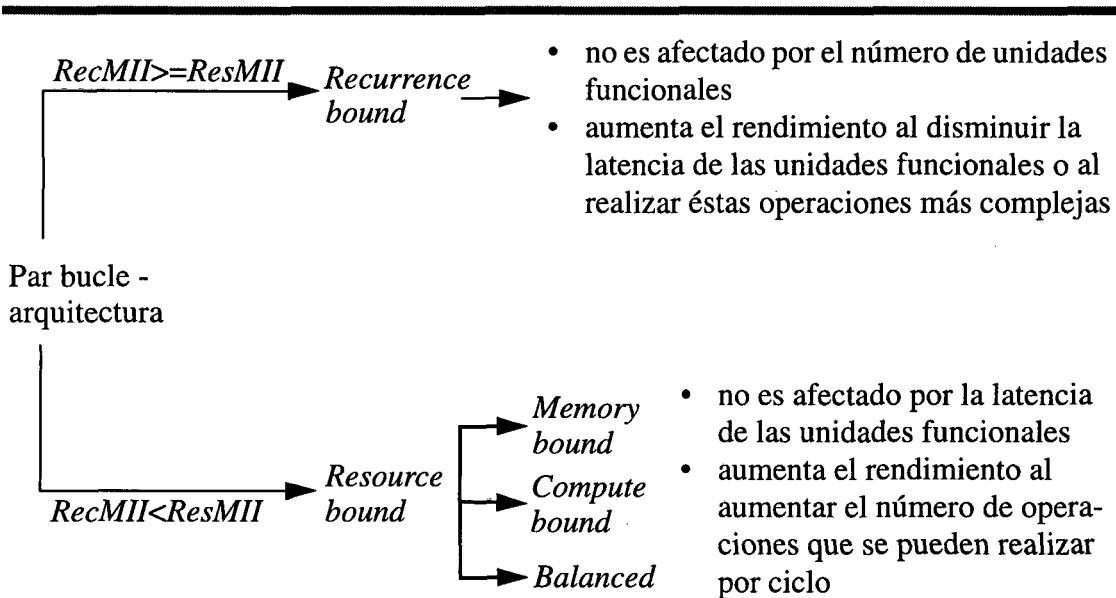 RecMII>=ResMII
Recurrence
bound
• no es afectado por el número de unidades
funcionales
• aumenta el rendimiento al disminuir la
latencia de las unidades funcionales o al
realizar éstas operaciones más complejas
Par bucle -
arquitectura
RecMII<ResMII
Resource
bound
Memory
bound
Compute
bound
Balanced
• no es afectado por la latencia
de las unidades funcionales
• aumenta el rendimiento al
aumentar el número de opera-
ciones que se pueden realizar
por ciclo